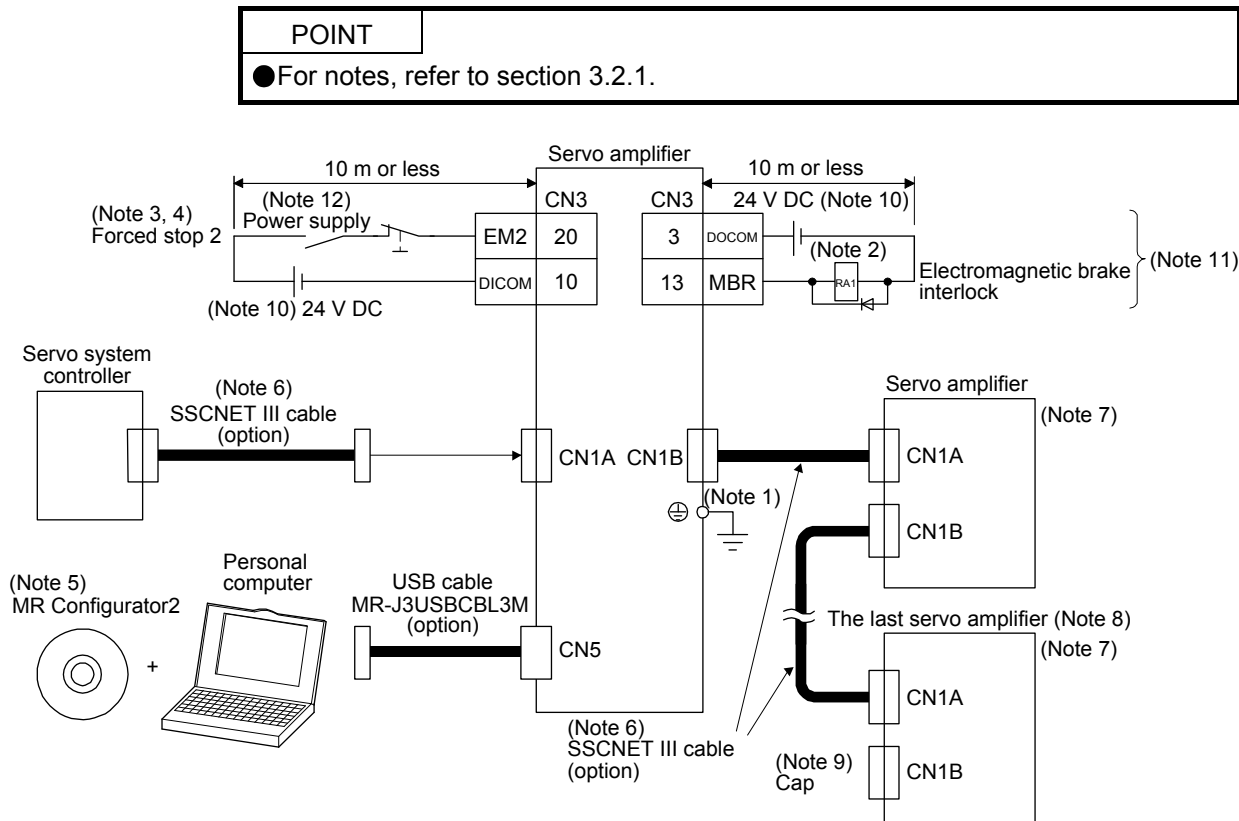 POINT
●For notes, refer to section 3.2.1.
Servo amplifier
10 m or less
10 m or less
(Note 12)
Power supply
(Note 3, 4)
Forced stop 2
CN3
EM2 20
DICOM 10
(Note 10) 24 V DC
CN3
24 V DC (Note 10)
3 DOCOM
(Note 2)
13 MBR
RA1
Electromagnetic brake
interlock
(Note 11)
Servo system
controller
(Note 6)
SSCNET III cable
(option)
CN1A
CN1B
(Note 1)
Servo amplifier
(Note 7)
CN1A
CN1B
(Note 5)
MR Configurator2
+
Personal
computer
USB cable
MR-J3USBCBL3M
(option)
CN5
The last servo amplifier (Note 8)
(Note 7)
(Note 6)
SSCNET III cable
(option)
CN1A
(Note 9)
Cap
CN1B